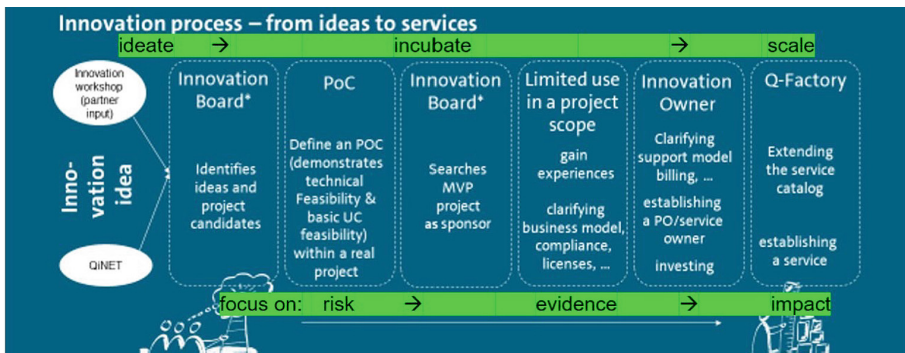 Innovation process – from ideas to services
ideate → incubate → scale
Innovation
workshop
(partner
input)
Inno-
vation
idea
QiNET
Innovation
Board*
Identifies
ideas and
project
candidates
PoC
Define an POC
(demonstrates
technical
Feasibility &
basic UC
feasibility)
within a real
project
Innovation
Board*
Searches
MVP
project
as sponsor
Limited use
in a project
scope
gain
experiences
clarifying
business model,
compliance,
licenses, ...
Innovation
Owner
Clarifying
support model
billing, ...
establishing
a PO/service
owner
investing
Q-Factory
Extending
the service
catalog
establishing
a service
focus on: risk → evidence → impact